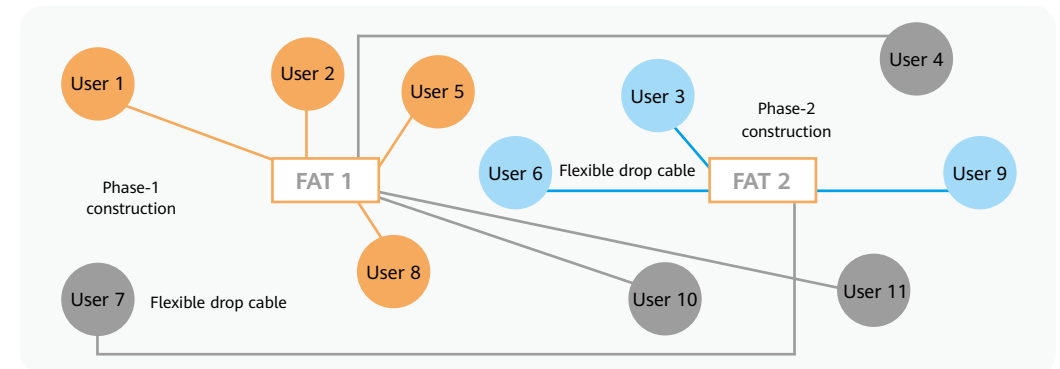 User 1
User 2
User 5
User 3
User 4
Phase-2
construction
FAT 1
User 6
Flexible drop cable
FAT 2
User 9
Phase-1
construction
User 8
User 7
Flexible drop cable
User 10
User 11